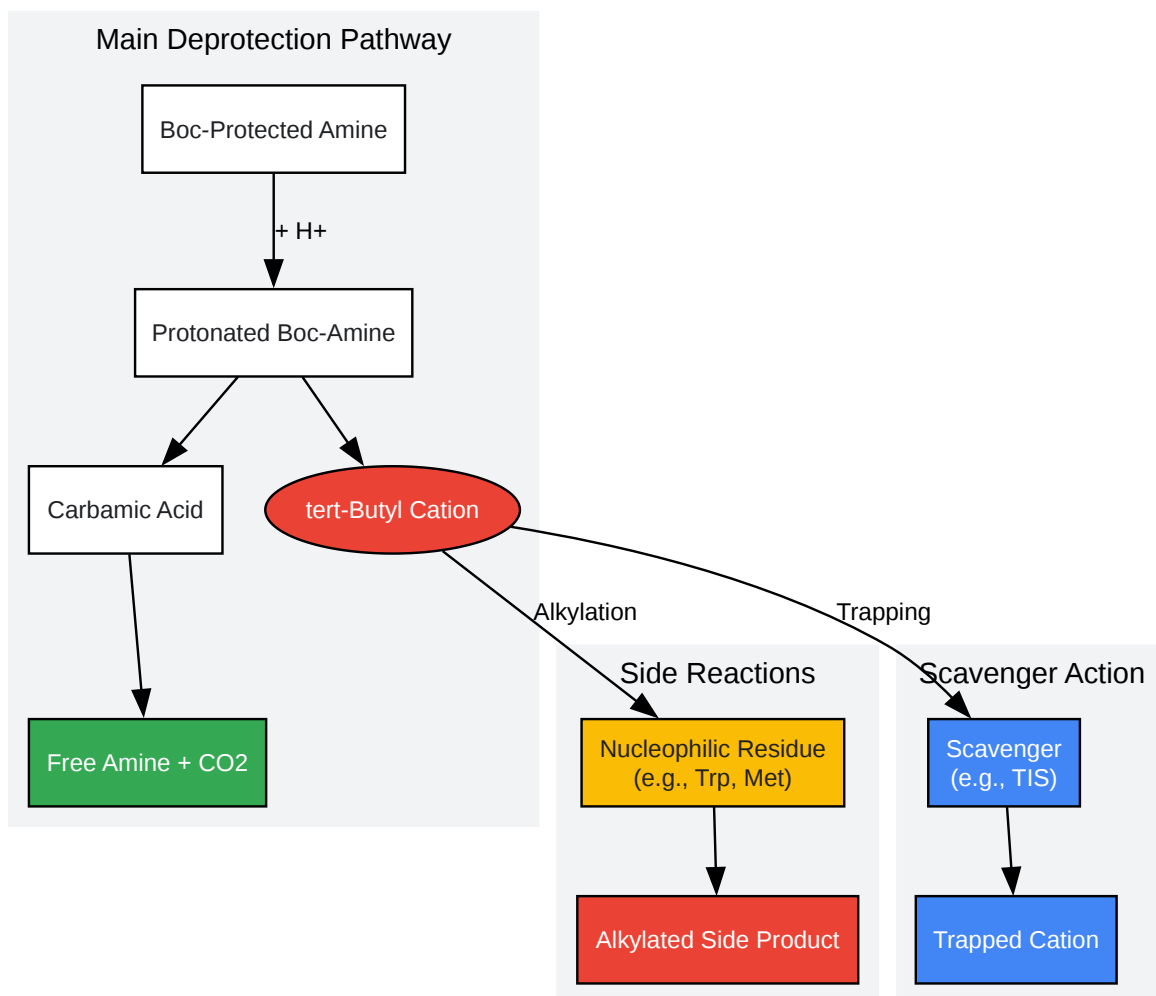 Main Deprotection Pathway
Boc-Protected Amine
+ H+
Protonated Boc-Amine
Carbamic Acid
tert-Butyl Cation
Alkylation
Trapping
Side Reactions
Scavenger Action
Free Amine + CO2
Nucleophilic Residue
(e.g., Trp, Met)
Scavenger
(e.g., TIS)
Alkylated Side Product
Trapped Cation